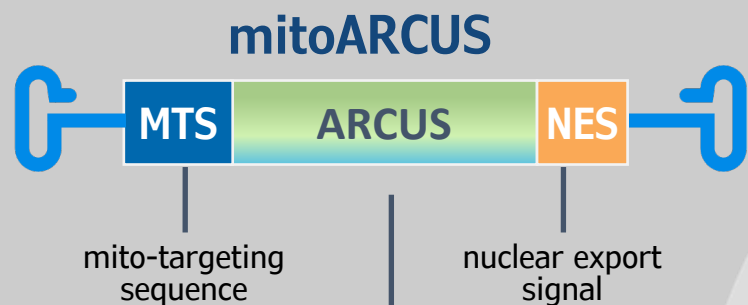 mitoARCUS
MTS
ARCUS
NES
mito-targeting
sequence
nuclear export
signal